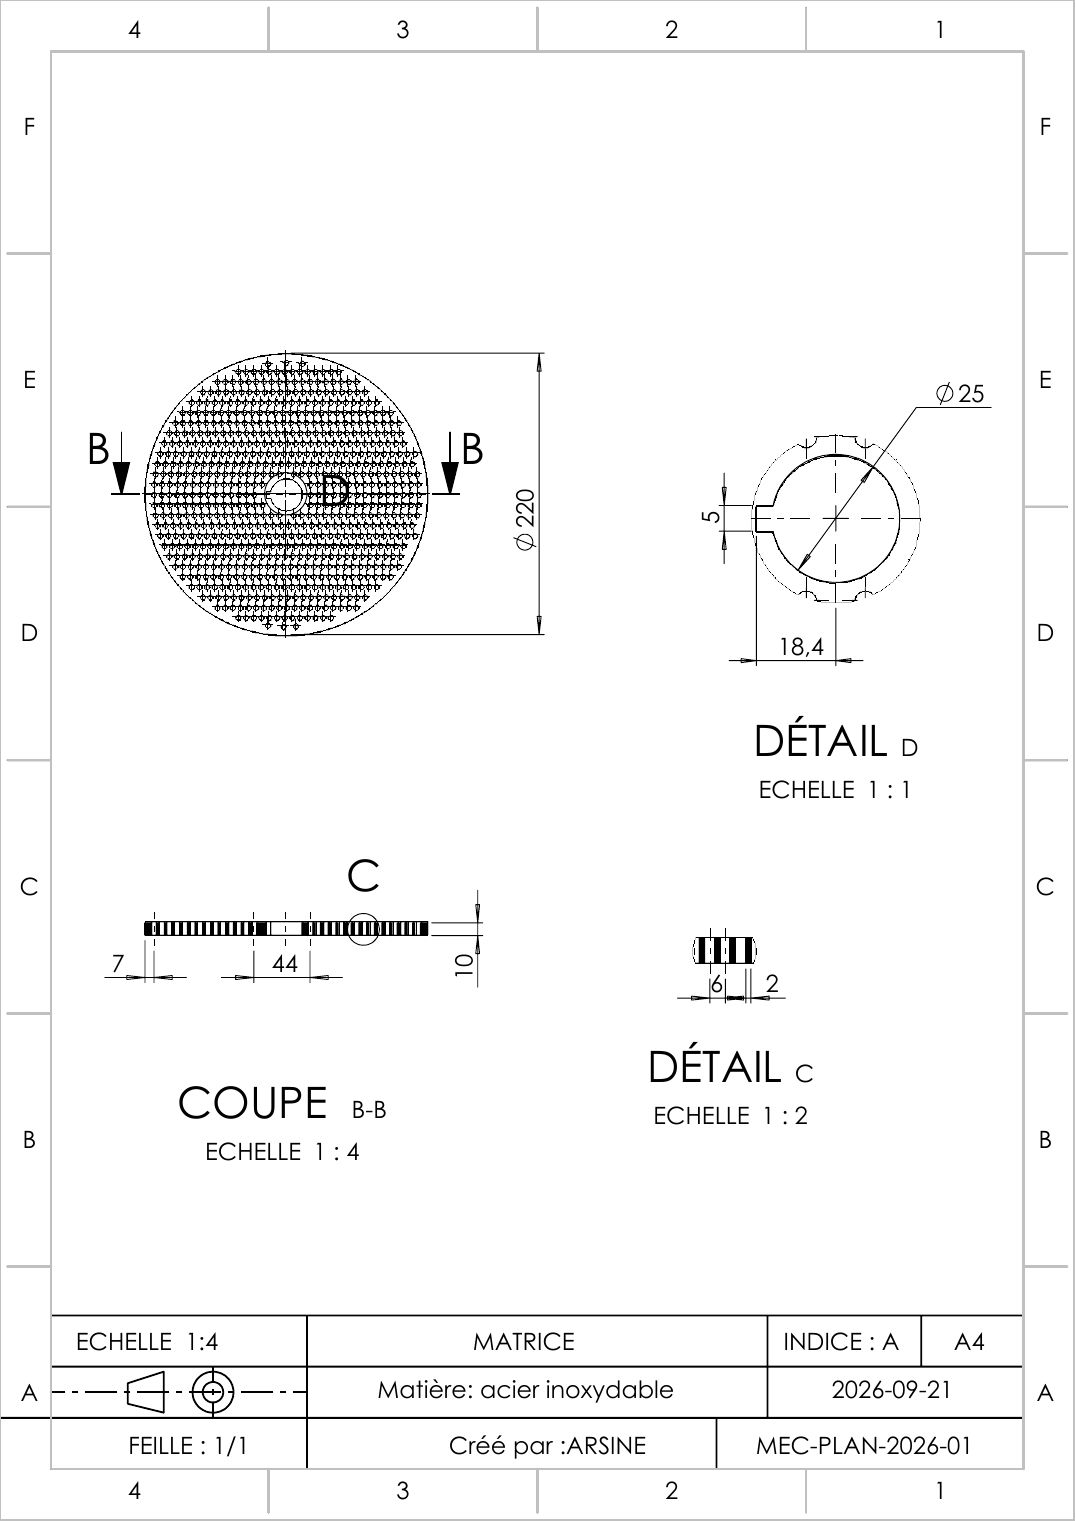 4 3 2 1
F F
E E
Ø 25
B B
D
5
Ø 220
D D
18,4
DÉTAIL D
ECHELLE 1 : 1
C
C C
7 44 10
6 2
DÉTAIL C
COUPE B-B
ECHELLE 1 : 2
ECHELLE 1 : 4
B B
ECHELLE 1:4 MATRICE INDICE : A A4
A Matière: acier inoxydable 2026-09-21 A
FEILLE : 1/1 Créé par :ARSINE MEC-PLAN-2026-01
4 3 2 1